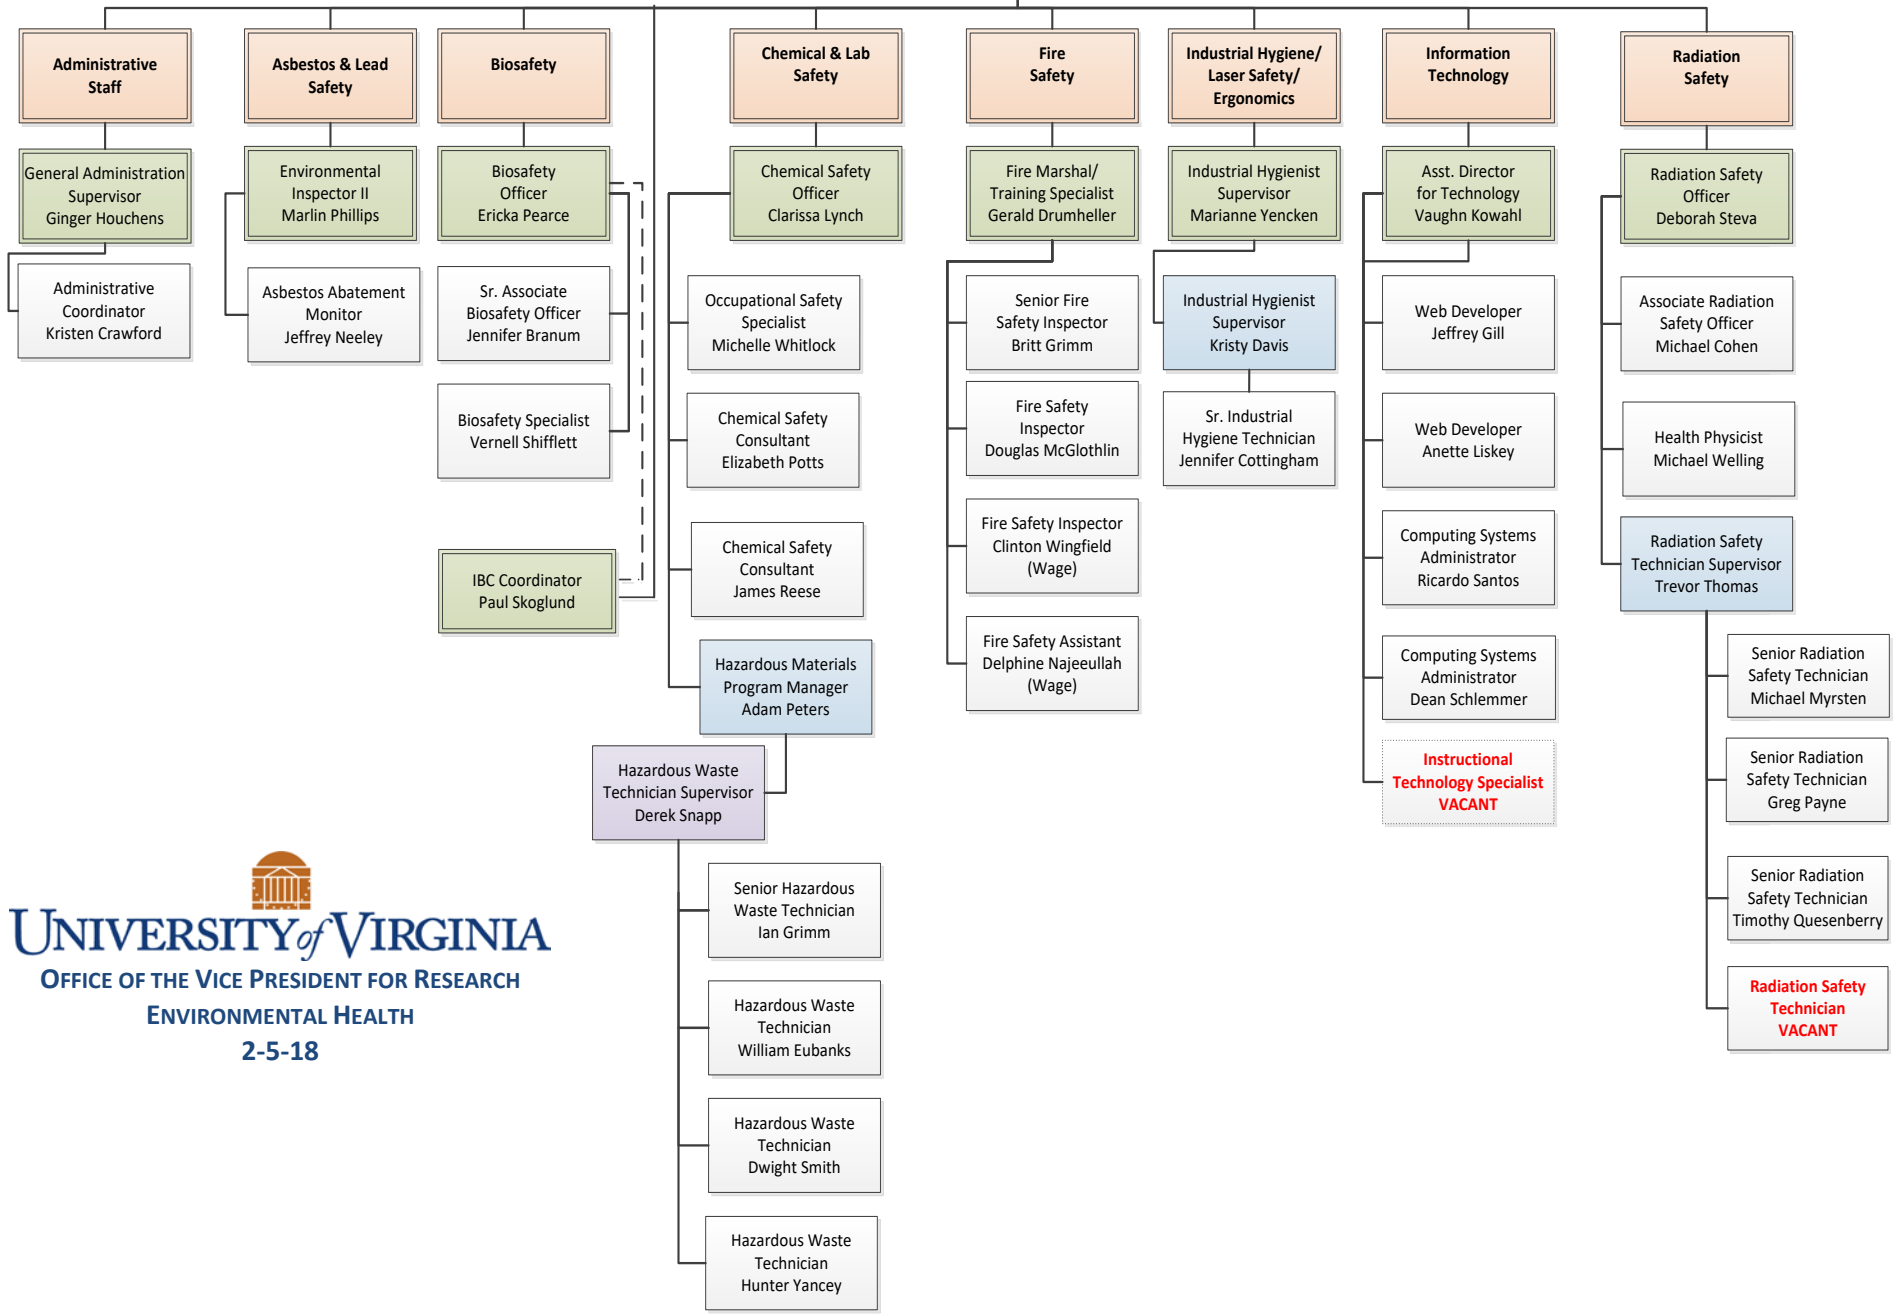 Administrative
Staff
Asbestos & Lead
Safety
Biosafety
Chemical & Lab
Safety
Fire
Safety
Industrial Hygiene/
Laser Safety/
Ergonomics
Information
Technology
Radiation
Safety
General Administration
Supervisor
Ginger Houchens
Environmental
Inspector II
Marlin Phillips
Biosafety
Officer
Ericka Pearce
Chemical Safety
Officer
Clarissa Lynch
Fire Marshal/
Training Specialist
Gerald Drumheller
Industrial Hygienist
Supervisor
Marianne Yencken
Asst. Director
for Technology
Vaughn Kowahl
Radiation Safety
Officer
Deborah Steva
Administrative
Coordinator
Kristen Crawford
Asbestos Abatement
Monitor
Jeffrey Neeley
Sr. Associate
Biosafety Officer
Jennifer Branum
Biosafety Specialist
Vernell Shifflett
IBC Coordinator
Paul Skoglund
Occupational Safety
Specialist
Michelle Whitlock
Chemical Safety
Consultant
Elizabeth Potts
Chemical Safety
Consultant
James Reese
Hazardous Materials
Program Manager
Adam Peters
Hazardous Waste
Technician Supervisor
Derek Snapp
Senior Hazardous
Waste Technician
Ian Grimm
Hazardous Waste
Technician
William Eubanks
Hazardous Waste
Technician
Dwight Smith
Hazardous Waste
Technician
Hunter Yancey
Senior Fire
Safety Inspector
Britt Grimm
Fire Safety
Inspector
Douglas McGlothlin
Fire Safety Inspector
Clinton Wingfield
(Wage)
Fire Safety Assistant
Delphine Najeeullah
(Wage)
Industrial Hygienist
Supervisor
Kristy Davis
Sr. Industrial
Hygiene Technician
Jennifer Cottingham
Web Developer
Jeffrey Gill
Web Developer
Anette Liskey
Computing Systems
Administrator
Ricardo Santos
Computing Systems
Administrator
Dean Schlemmer
Instructional
Technology Specialist
VACANT
Associate Radiation
Safety Officer
Michael Cohen
Health Physicist
Michael Welling
Radiation Safety
Technician Supervisor
Trevor Thomas
Senior Radiation
Safety Technician
Michael Myrsten
Senior Radiation
Safety Technician
Greg Payne
Senior Radiation
Safety Technician
Timothy Quesenberry
Radiation Safety
Technician
VACANT
UNIVERSITY of VIRGINIA
OFFICE OF THE VICE PRESIDENT FOR RESEARCH
ENVIRONMENTAL HEALTH
2-5-18